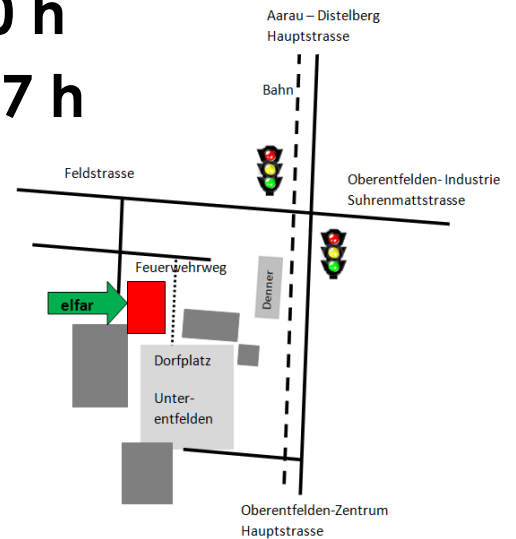 0 h
7 h
Aarau – Distelberg
Hauptstrasse
Bahn
Feldstrasse
Oberentfelden- Industrie
Suhrenmattstrasse
Feuerwehrweg
Denner
elfar
Dorfplatz
Unter-
entfelden
Oberentfelden-Zentrum
Hauptstrasse